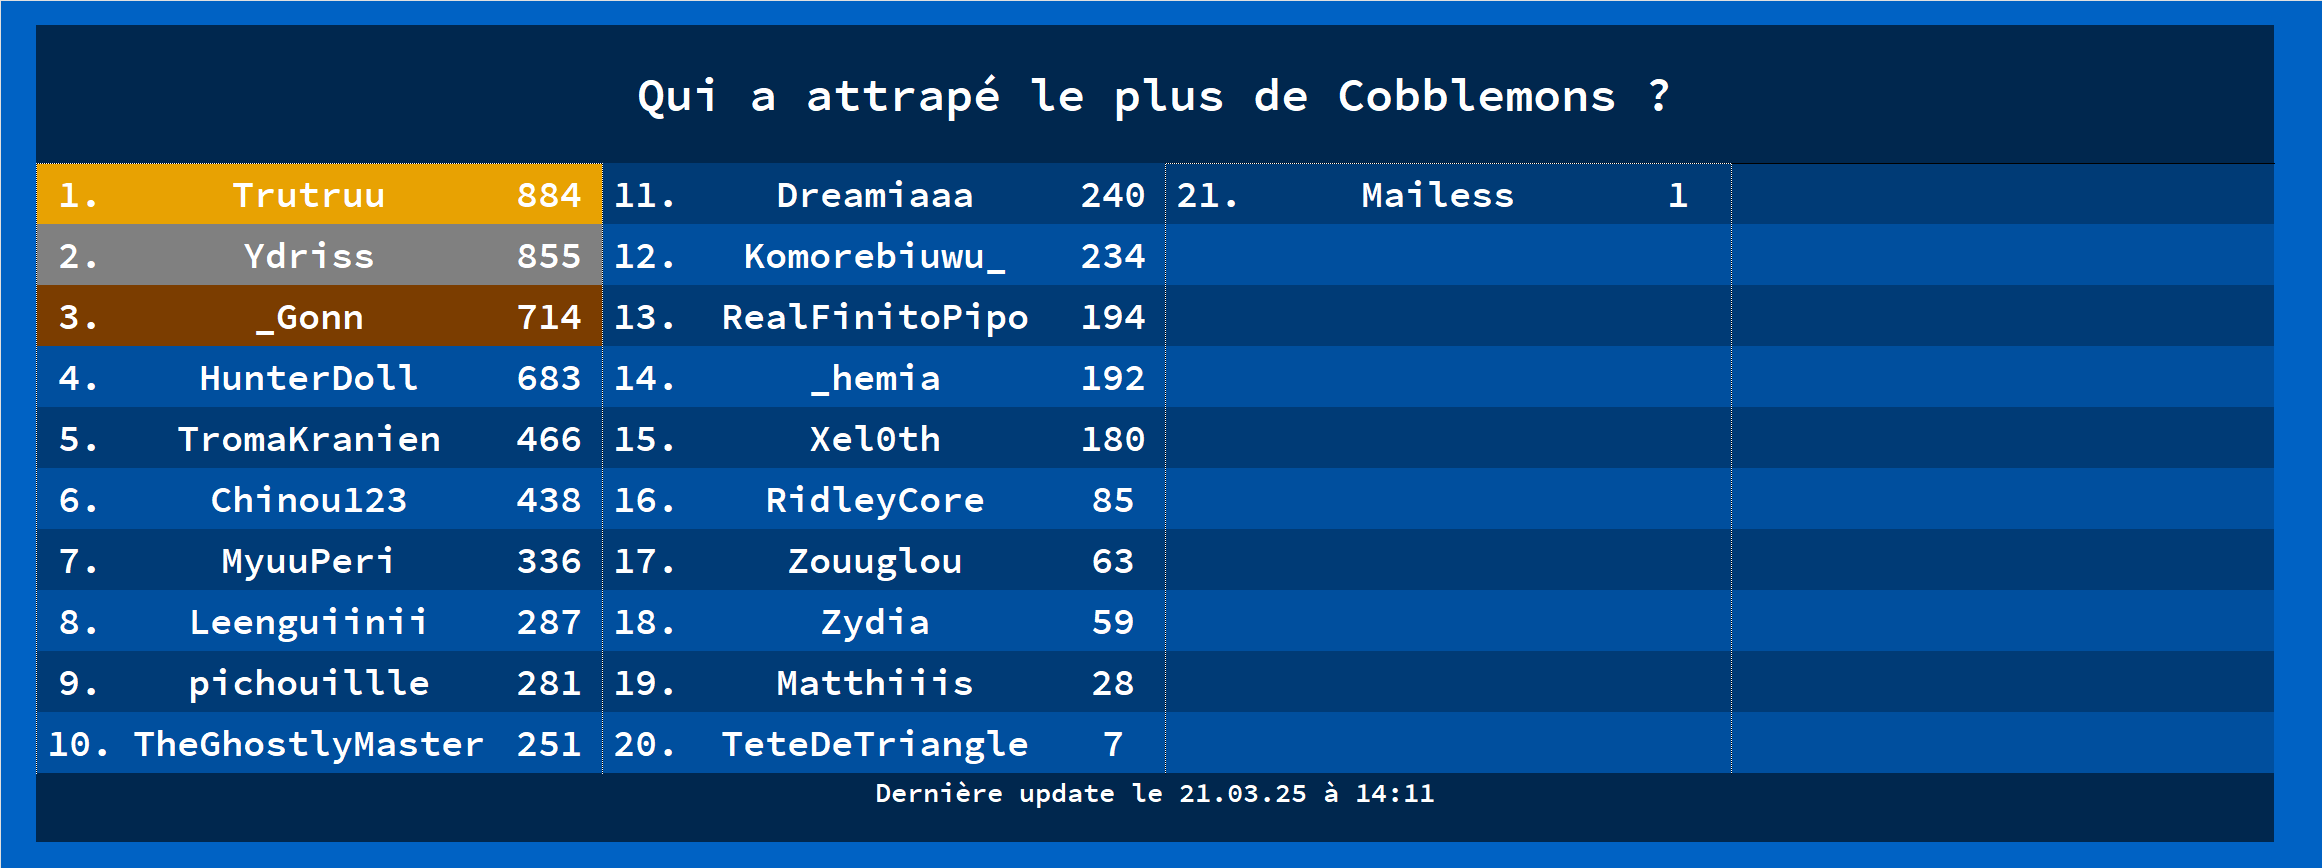 Qui a attrapé le plus de Cobblemons ?
1. Trutruu 884
2. Ydriss 855
3. _Gonn 714
4. HunterDoll 683
5. TromaKranien 466
6. Chinou123 438
7. MyuuPeri 336
8. Leenguiinii 287
9. pichouillle 281
10. TheGhostlyMaster 251
11. Dreamiaaa 240
12. Komorebiuwu_ 234
13. RealFinitoPipo 194
14. _hemia 192
15. Xel0th 180
16. RidleyCore 85
17. Zouuglou 63
18. Zydia 59
19. Matthiiis 28
20. TeteDeTriangle 7
21. Mailess 1
Dernière update le 21.03.25 à 14:11